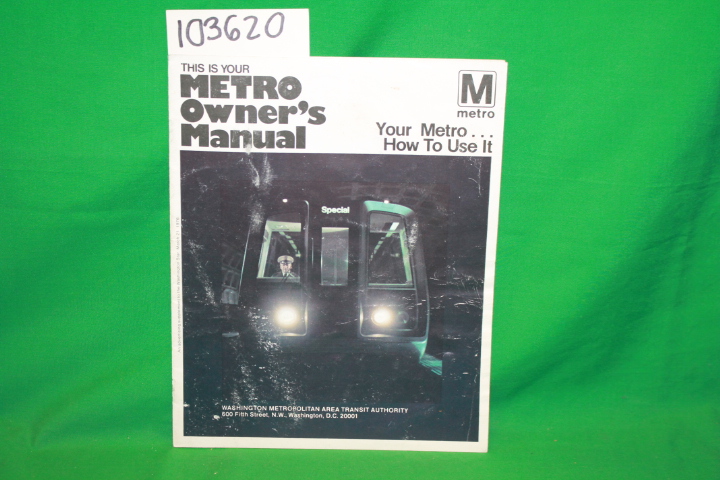 103620
THIS IS YOUR
METRO
Owner's
Manual
M
metro
Your Metro...
How To Use It
Special
WASHINGTON METROPOLITAN AREA TRANSIT AUTHORITY
600 Fifth Street, N.W., Washington, D.C. 20001